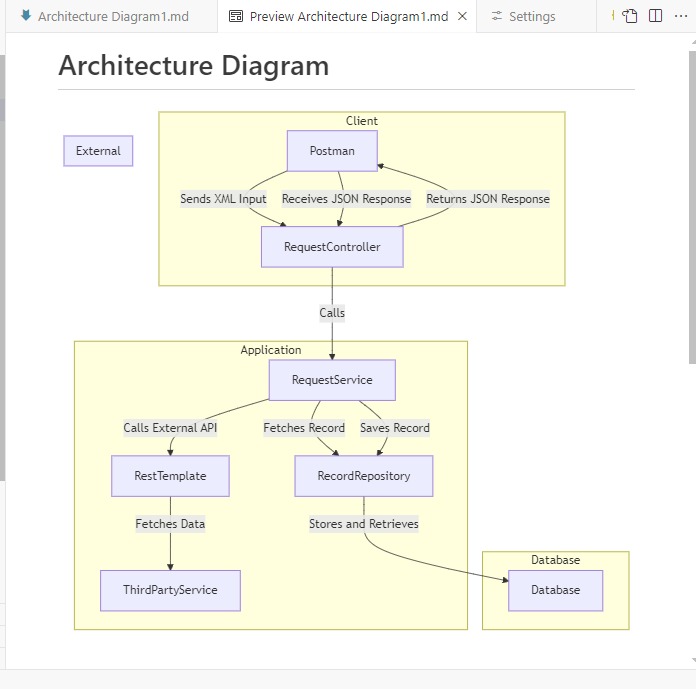 Architecture Diagram1.md
Preview Architecture Diagram1.md
Settings
Architecture Diagram
Client
External
Postman
Sends XML Input
Receives JSON Response
Returns JSON Response
RequestController
Calls
Application
RequestService
Calls External API
Fetches Record
Saves Record
RestTemplate
RecordRepository
Fetches Data
Stores and Retrieves
Database
ThirdPartyService
Database